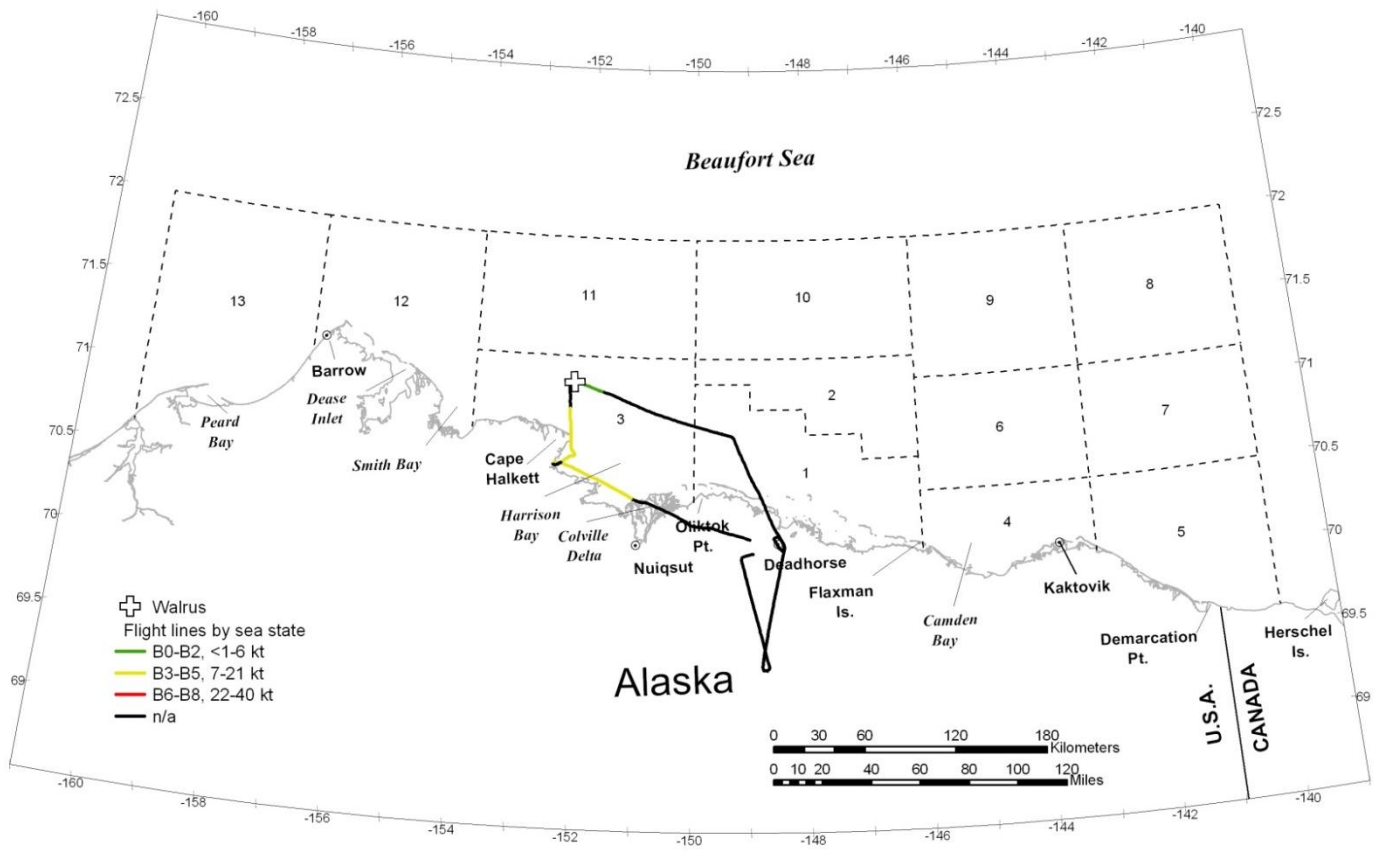 -160
-158
-156
-154
-152
-150
-148
-146
-144
-142
-140
72.5
72.5
Beaufort Sea
72
72
71.5
71.5
13
12
11
10
9
8
71
71
Barrow
Dease
Inlet
Peard
Bay
Smith Bay
3
2
6
7
70.5
70.5
Cape
Halkett
1
Harrison
Bay
Colville
Delta
Oliktok
Pt.
4
5
70
70
Nuiqsut
Deadhorse
Flaxman
Is.
Kaktovik
Camden
Bay
Demarcation
Pt.
Herschel
Is.
69.5
69.5
Walrus
Flight lines by sea state
B0-B2, <1-6 kt
B3-B5, 7-21 kt
B6-B8, 22-40 kt
n/a
Alaska
69
69
U.S.A.
CANADA
0 30 60 120 180
Kilometers
0 10 20 40 60 80 100 120
Miles
-160
-158
-156
-154
-152
-150
-148
-146
-144
-142
-140